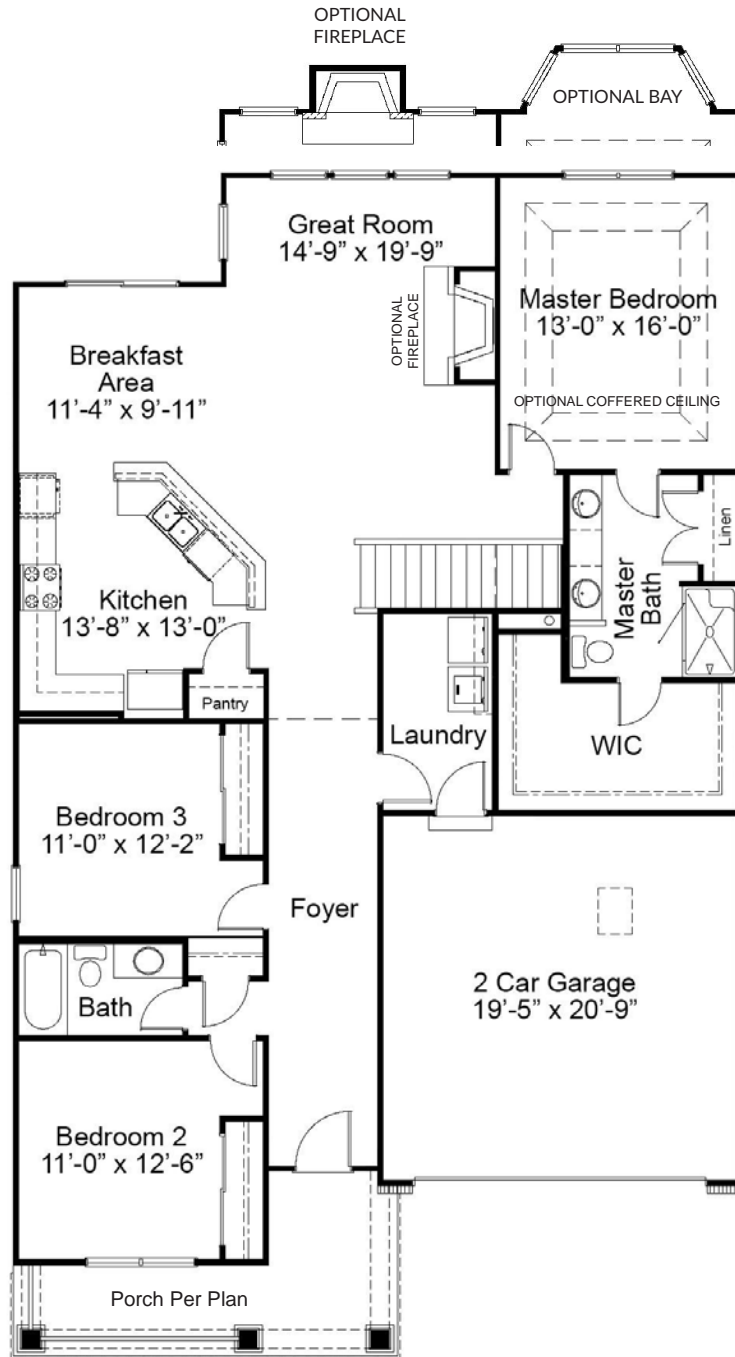 OPTIONAL
FIREPLACE
OPTIONAL BAY
Great Room
14’-9” x 19’-9”
OPTIONAL
FIREPLACE
Master Bedroom
13’-0” x 16’-0”
OPTIONAL COFFERED CEILING
Breakfast
Area
11’-4” x 9’-11”
Kitchen
13’-8” x 13’-0”
Pantry
Linen
Master
Bath
Laundry
WIC
Bedroom 3
11’-0” x 12’-2”
Foyer
2 Car Garage
19’-5” x 20’-9”
Bath
Bedroom 2
11’-0” x 12’-6”
Porch Per Plan